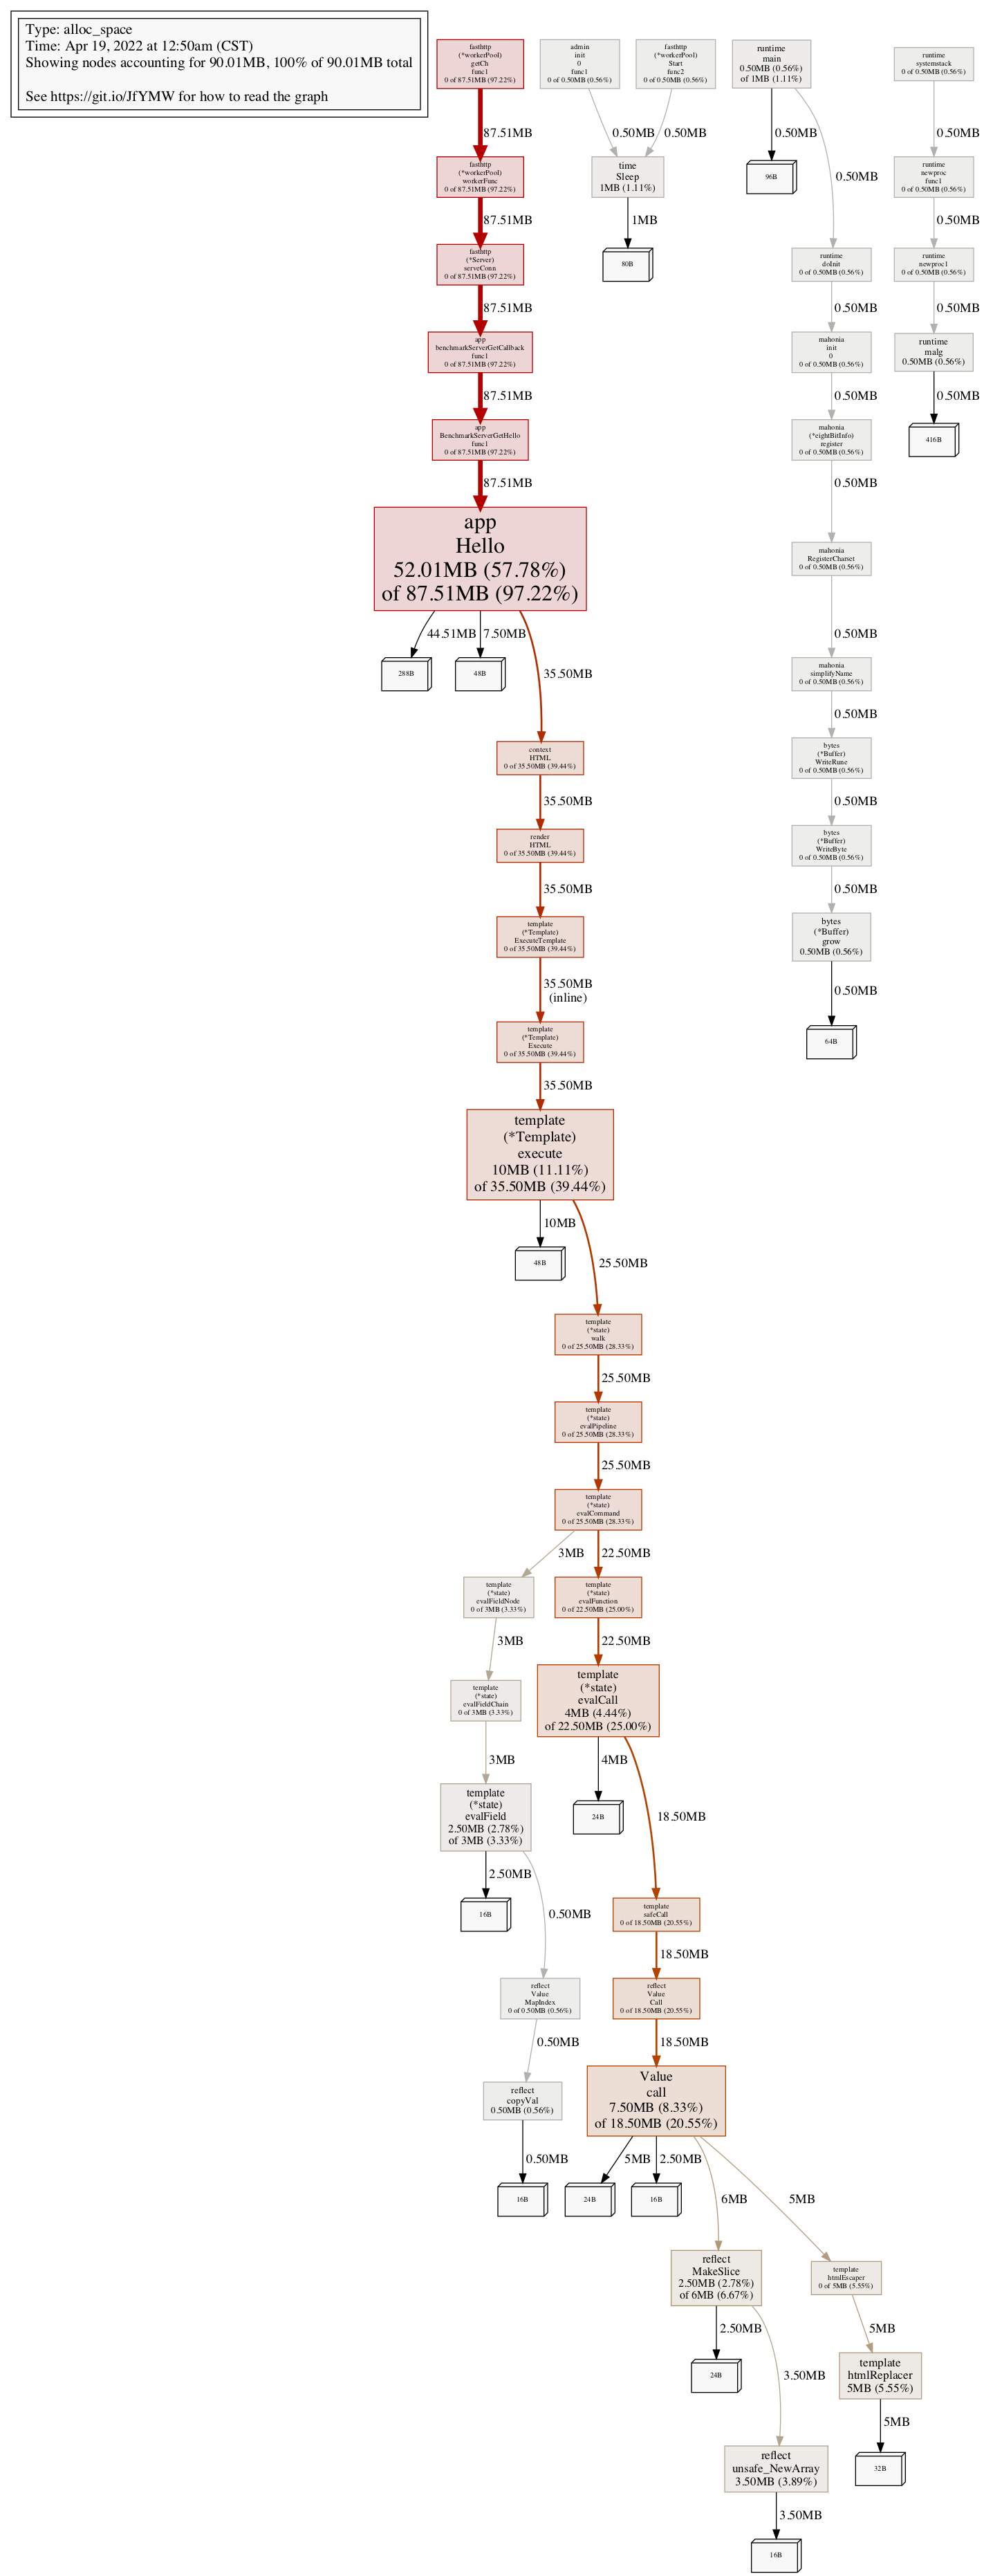 Type: alloc_space
Time: Apr 19, 2022 at 12:50am (CST)
Showing nodes accounting for 90.01MB, 100% of 90.01MB total
See https://git.io/JfYMW for how to read the graph
fasthttp
(*workerPool)
getCh
func1
0 of 87.51MB (97.22%)
admin
init
0
func1
0 of 0.50MB (0.56%)
fasthttp
(*workerPool)
Start
func2
0 of 0.50MB (0.56%)
runtime
main
0.50MB (0.56%)
of 1MB (1.11%)
runtime
systemstack
0 of 0.50MB (0.56%)
87.51MB
0.50MB
0.50MB
0.50MB
0.50MB
0.50MB
fasthttp
(*workerPool)
workerFunc
0 of 87.51MB (97.22%)
time
Sleep
1MB (1.11%)
96B
runtime
newproc
func1
0 of 0.50MB (0.56%)
87.51MB
1MB
0.50MB
fasthttp
(*Server)
serveConn
0 of 87.51MB (97.22%)
80B
runtime
doInit
0 of 0.50MB (0.56%)
runtime
newproc1
0 of 0.50MB (0.56%)
87.51MB
0.50MB
0.50MB
app
benchmarkServerGetCallback
func1
0 of 87.51MB (97.22%)
mahonia
init
0
0 of 0.50MB (0.56%)
runtime
malg
0.50MB (0.56%)
87.51MB
0.50MB
0.50MB
app
BenchmarkServerGetHello
func1
0 of 87.51MB (97.22%)
mahonia
(*eightBitInfo)
register
0 of 0.50MB (0.56%)
416B
87.51MB
0.50MB
app
Hello
52.01MB (57.78%)
of 87.51MB (97.22%)
mahonia
RegisterCharset
0 of 0.50MB (0.56%)
44.51MB
7.50MB
35.50MB
0.50MB
288B
48B
mahonia
simplifyName
0 of 0.50MB (0.56%)
0.50MB
context
HTML
0 of 35.50MB (39.44%)
bytes
(*Buffer)
WriteRune
0 of 0.50MB (0.56%)
35.50MB
0.50MB
render
HTML
0 of 35.50MB (39.44%)
bytes
(*Buffer)
WriteByte
0 of 0.50MB (0.56%)
35.50MB
0.50MB
template
(*Template)
ExecuteTemplate
0 of 35.50MB (39.44%)
bytes
(*Buffer)
grow
0.50MB (0.56%)
35.50MB
(inline)
0.50MB
template
(*Template)
Execute
0 of 35.50MB (39.44%)
64B
35.50MB
template
(*Template)
execute
10MB (11.11%)
of 35.50MB (39.44%)
10MB
25.50MB
48B
template
(*state)
walk
0 of 25.50MB (28.33%)
25.50MB
template
(*state)
evalPipeline
0 of 25.50MB (28.33%)
25.50MB
template
(*state)
evalCommand
0 of 25.50MB (28.33%)
3MB
22.50MB
template
(*state)
evalFieldNode
0 of 3MB (3.33%)
template
(*state)
evalFunction
0 of 22.50MB (25.00%)
3MB
22.50MB
template
(*state)
evalFieldChain
0 of 3MB (3.33%)
template
(*state)
evalCall
4MB (4.44%)
of 22.50MB (25.00%)
3MB
4MB
18.50MB
template
(*state)
evalField
2.50MB (2.78%)
of 3MB (3.33%)
24B
2.50MB
0.50MB
16B
template
safeCall
0 of 18.50MB (20.55%)
18.50MB
reflect
Value
MapIndex
0 of 0.50MB (0.56%)
reflect
Value
Call
0 of 18.50MB (20.55%)
0.50MB
18.50MB
reflect
copyVal
0.50MB (0.56%)
Value
call
7.50MB (8.33%)
of 18.50MB (20.55%)
0.50MB
5MB
2.50MB
6MB
5MB
16B
24B
16B
reflect
MakeSlice
2.50MB (2.78%)
of 6MB (6.67%)
template
htmlEscaper
0 of 5MB (5.55%)
2.50MB
3.50MB
5MB
24B
template
htmlReplacer
5MB (5.55%)
5MB
reflect
unsafe_NewArray
3.50MB (3.89%)
32B
3.50MB
16B